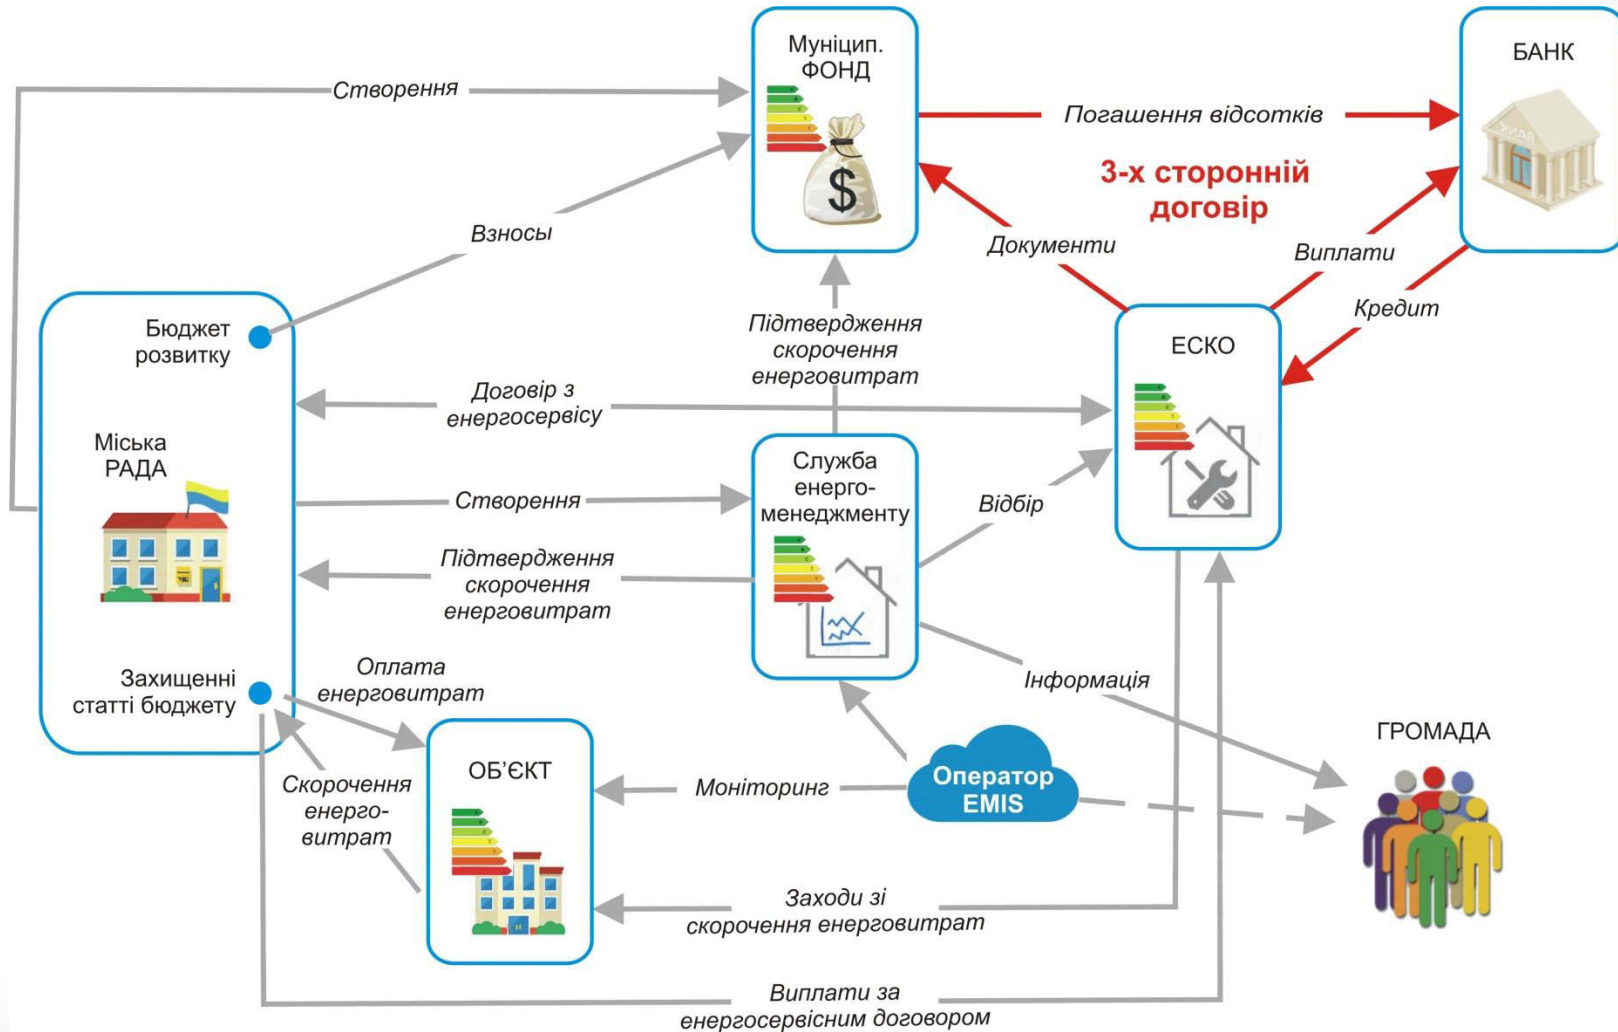 Муніцип.
ФОНД
БАНК
Створення
Погашення відсотків
3-х сторонній
договір
Взносы
Документи
Виплати
Кредит
Бюджет
розвитку
Підтвердження
скорочення
енерговитрат
ЕСКО
Договір з
енергосервісу
Міська
РАДА
Служба
енерго-
менеджменту
Створення
Відбір
Підтвердження
скорочення
енерговитрат
Захищенні
статті бюджету
Оплата
енерговитрат
Інформація
ОБ’ЄКТ
Скорочення
енерго-
витрат
Моніторинг
Оператор
EMIS
ГРОМАДА
Заходи зі
скорочення енерговитрат
Виплати за
енергосервісним договором